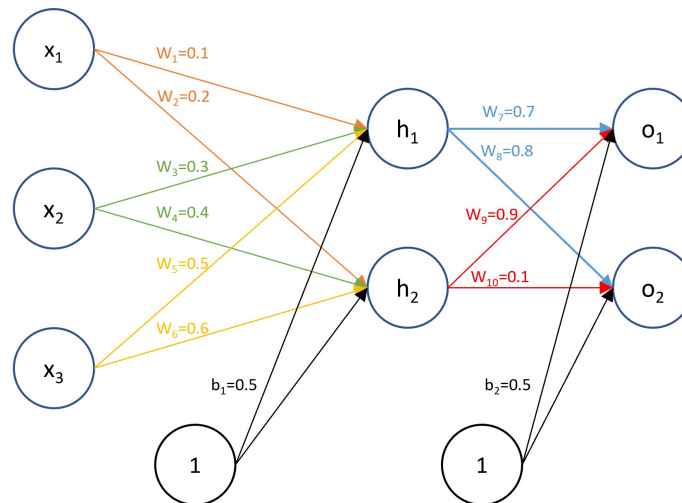 x₁
W₁=0.1
W₂=0.2
h₁
W₇=0.7
o₁
W₈=0.8
W₃=0.3
x₂
W₄=0.4
W₉=0.9
W₅=0.5
h₂
W₁₀=0.1
o₂
W₆=0.6
x₃
b₁=0.5
b₂=0.5
1
1